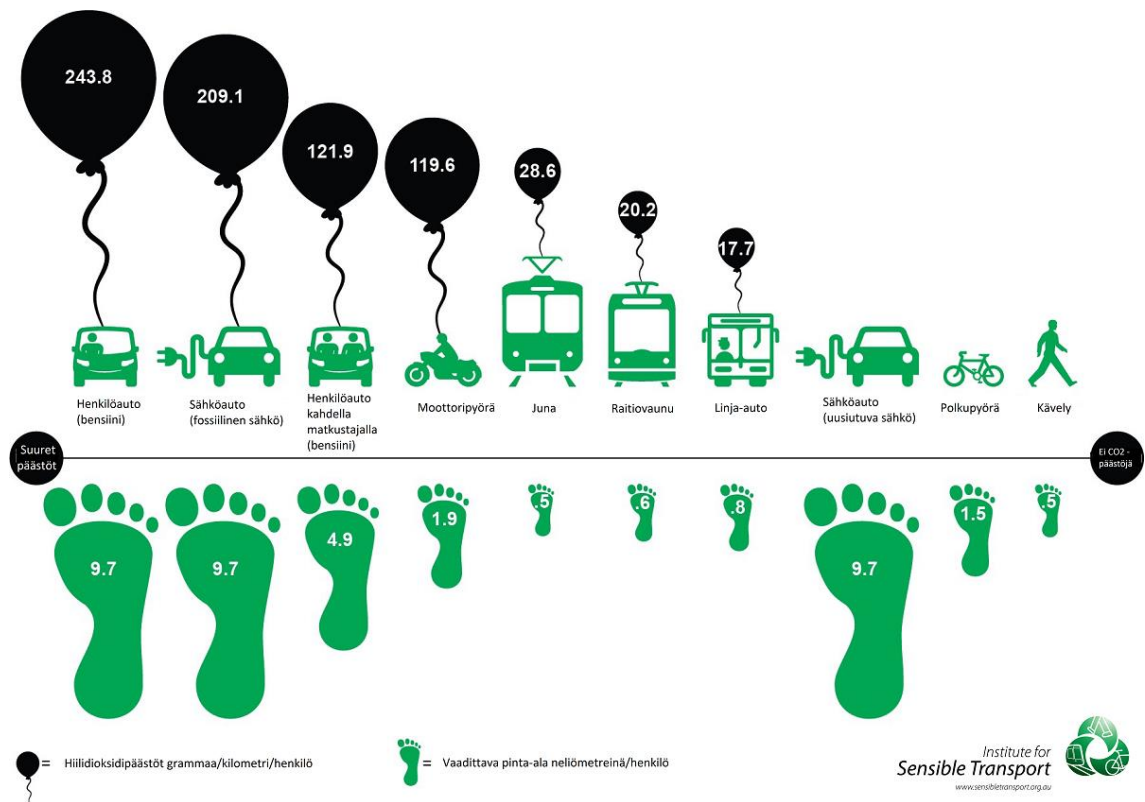 243.8
209.1
121.9
119.6
28.6
20.2
17.7
Henkilöauto
(bensiini)
Sähköauto
(fossiilinen sähkö)
Henkilöauto
kahdella
matkustajalla
(bensiini)
Moottoripyörä
Juna
Raitiovaunu
Linja-auto
Sähköauto
(uusiutuva sähkö)
Polkupyörä
Kävely
Suuret
päästöt
Ei CO2 -
päästöjä
9.7
9.7
4.9
1.9
.5
.6
.8
9.7
1.5
.5
= Hiilidioksidipäästöt grammaa/kilometri/henkilö
= Vaadittava pinta-ala neliömetreinä/henkilö
Institute for
Sensible Transport
www.sensibletransport.org.au